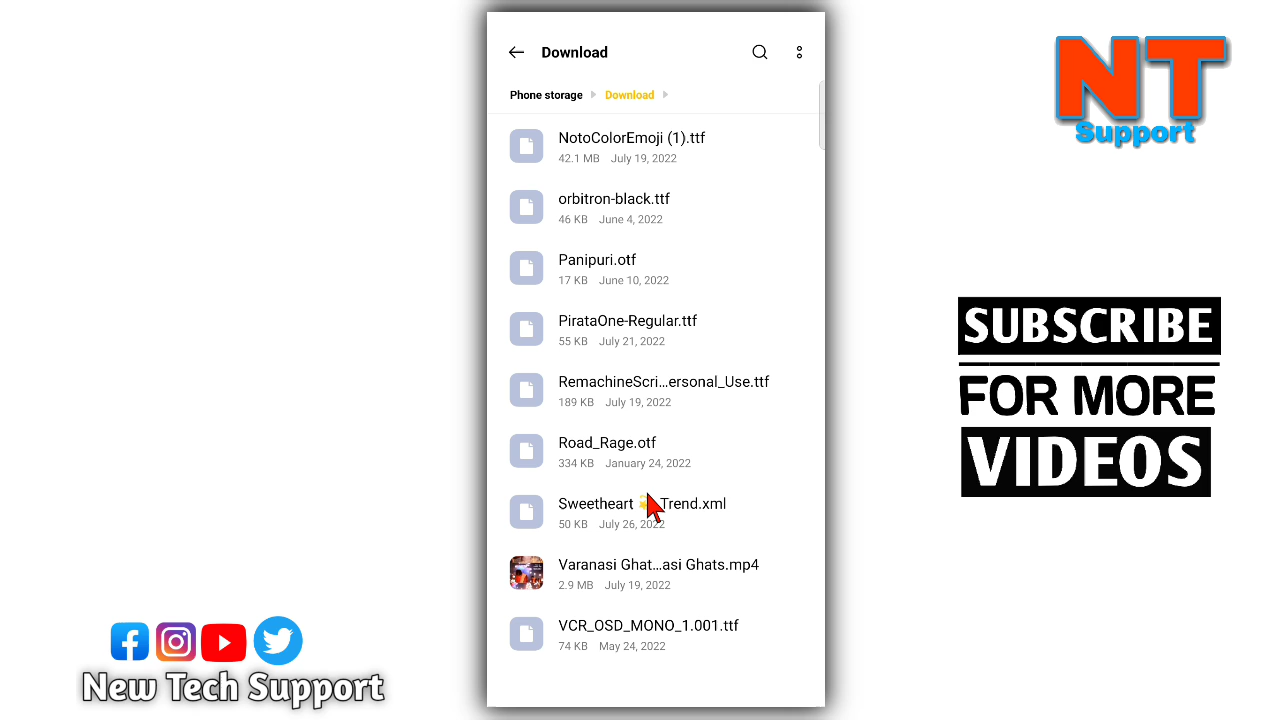 Download
Phone storage Download
NotoColorEmoji (1).ttf
42.1 MB July 19, 2022
orbitron-black.ttf
46 KB June 4, 2022
Panipuri.otf
17 KB June 10, 2022
PirataOne-Regular.ttf
55 KB July 21, 2022
RemachineScri...ersonal_Use.ttf
189 KB July 19, 2022
Road_Rage.otf
334 KB January 24, 2022
Sweetheart 💫 Trend.xml
50 KB July 26, 2022
Varanasi Ghat...asi Ghats.mp4
2.9 MB July 19, 2022
VCR_OSD_MONO_1.001.ttf
74 KB May 24, 2022
NT
Support
SUBSCRIBE
FOR MORE
VIDEOS
New Tech Support